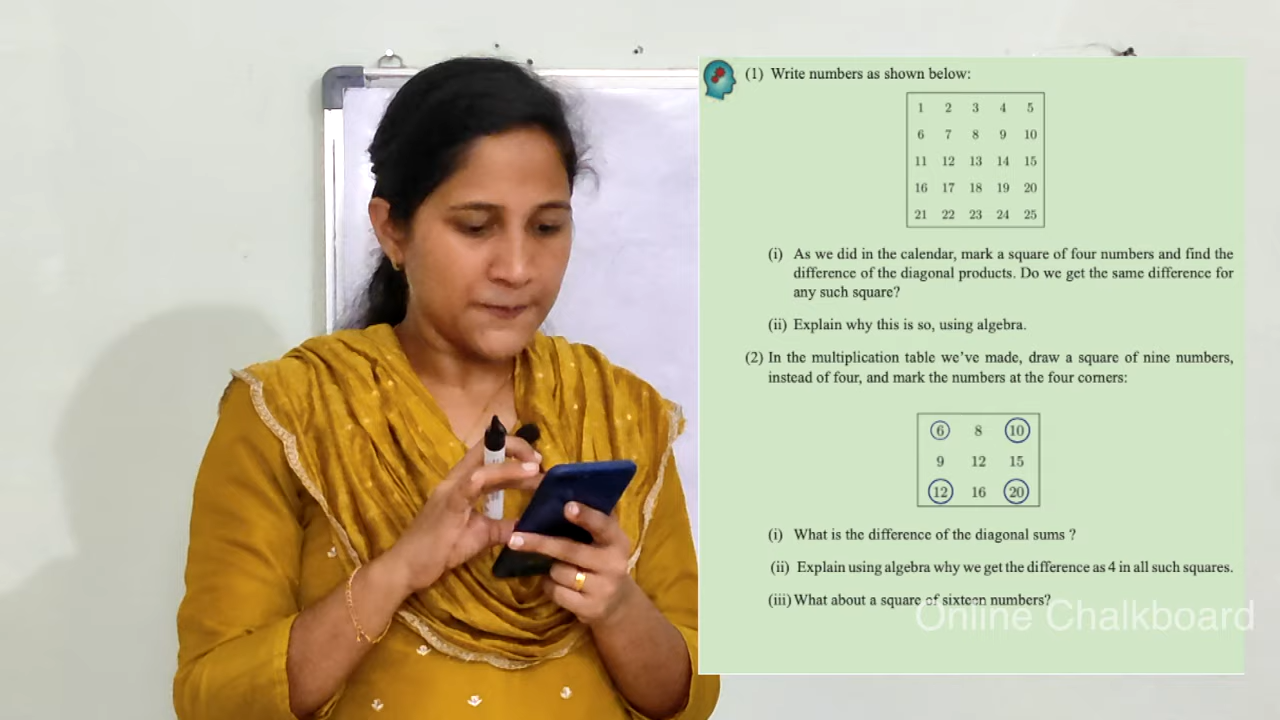 (1) Write numbers as shown below:
1 2 3 4 5
6 7 8 9 10
11 12 13 14 15
16 17 18 19 20
21 22 23 24 25
(i) As we did in the calendar, mark a square of four numbers and find the
difference of the diagonal products. Do we get the same difference for
any such square?
(ii) Explain why this is so, using algebra.
(2) In the multiplication table we've made, draw a square of nine numbers,
instead of four, and mark the numbers at the four corners:
6 8 10
9 12 15
12 16 20
(i) What is the difference of the diagonal sums ?
(ii) Explain using algebra why we get the difference as 4 in all such squares.
(iii) What about a square of sixteen numbers?
Online Chalkboard